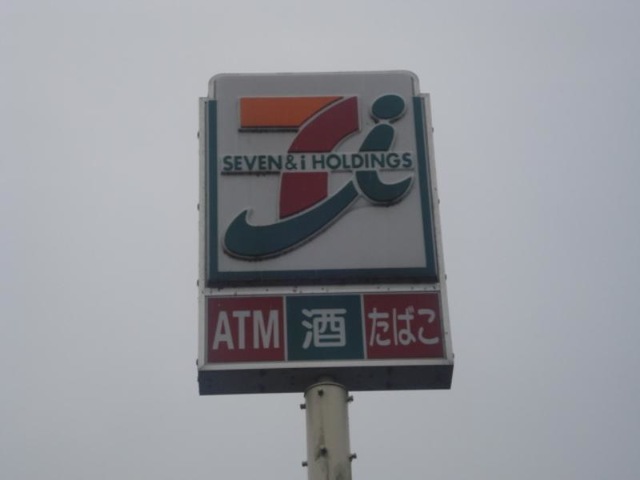 SEVEN & i HOLDINGS
ATM 酒 たばこ